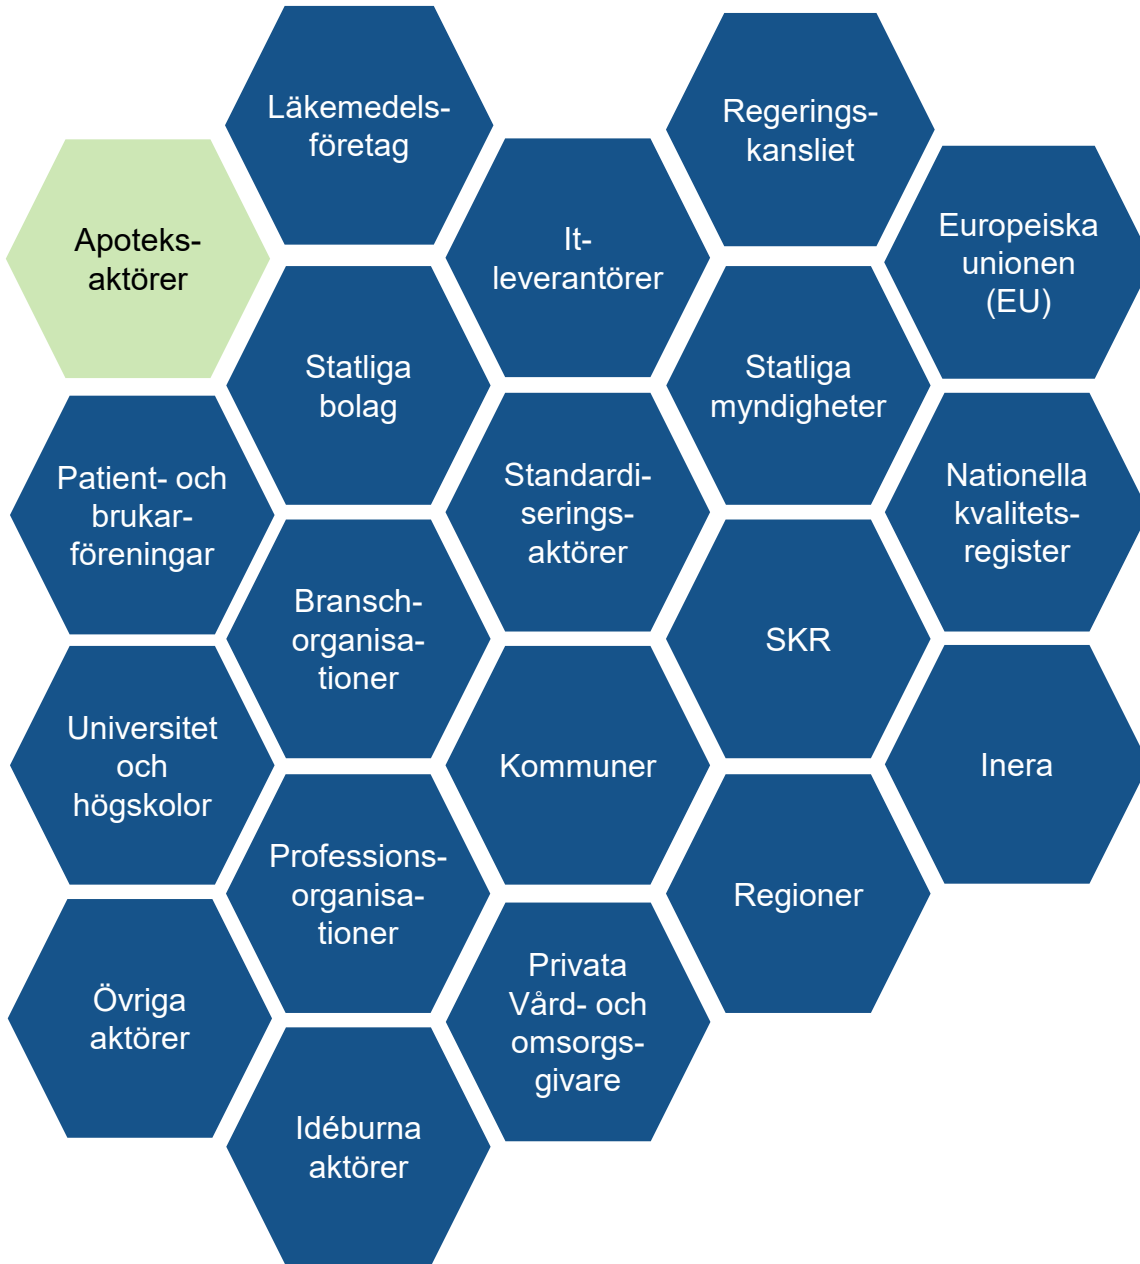 Läkemedels-
företag
Regerings-
kansliet
Apoteks-
aktörer
It-
leverantörer
Europeiska
unionen
(EU)
Statliga
bolag
Statliga
myndigheter
Patient- och
brukar-
föreningar
Standardi-
serings-
aktörer
Nationella
kvalitets-
register
Bransch-
organisa-
tioner
SKR
Universitet
och
högskolor
Kommuner
Inera
Professions-
organisa-
tioner
Regioner
Övriga
aktörer
Privata
Vård- och
omsorgs-
givare
Idéburna
aktörer